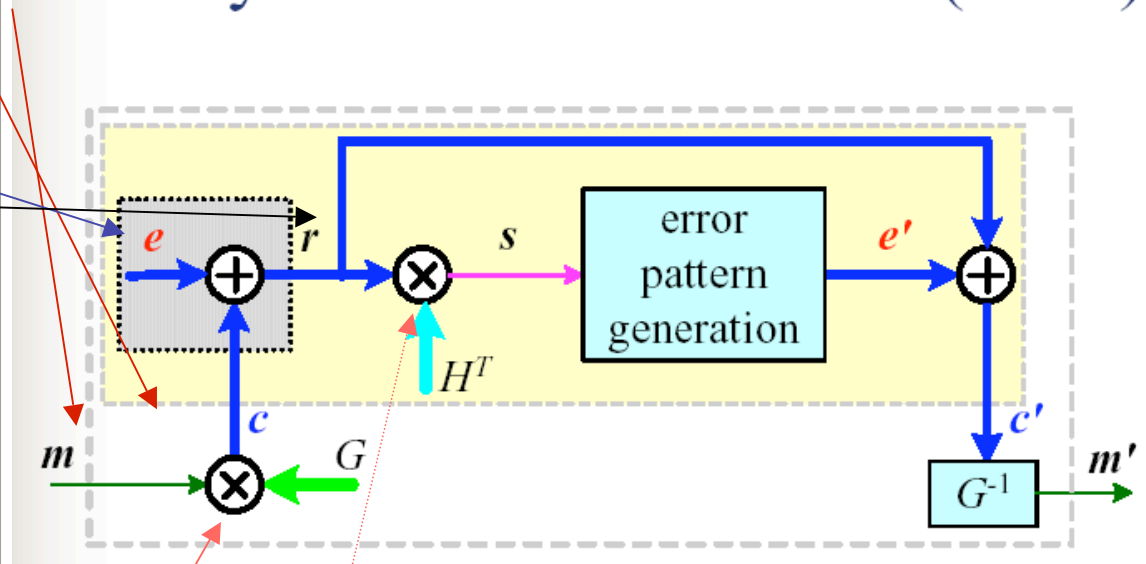 e
r
s
error
pattern
generation
e'
H^T
c
c'
m
G
G^-1
m'